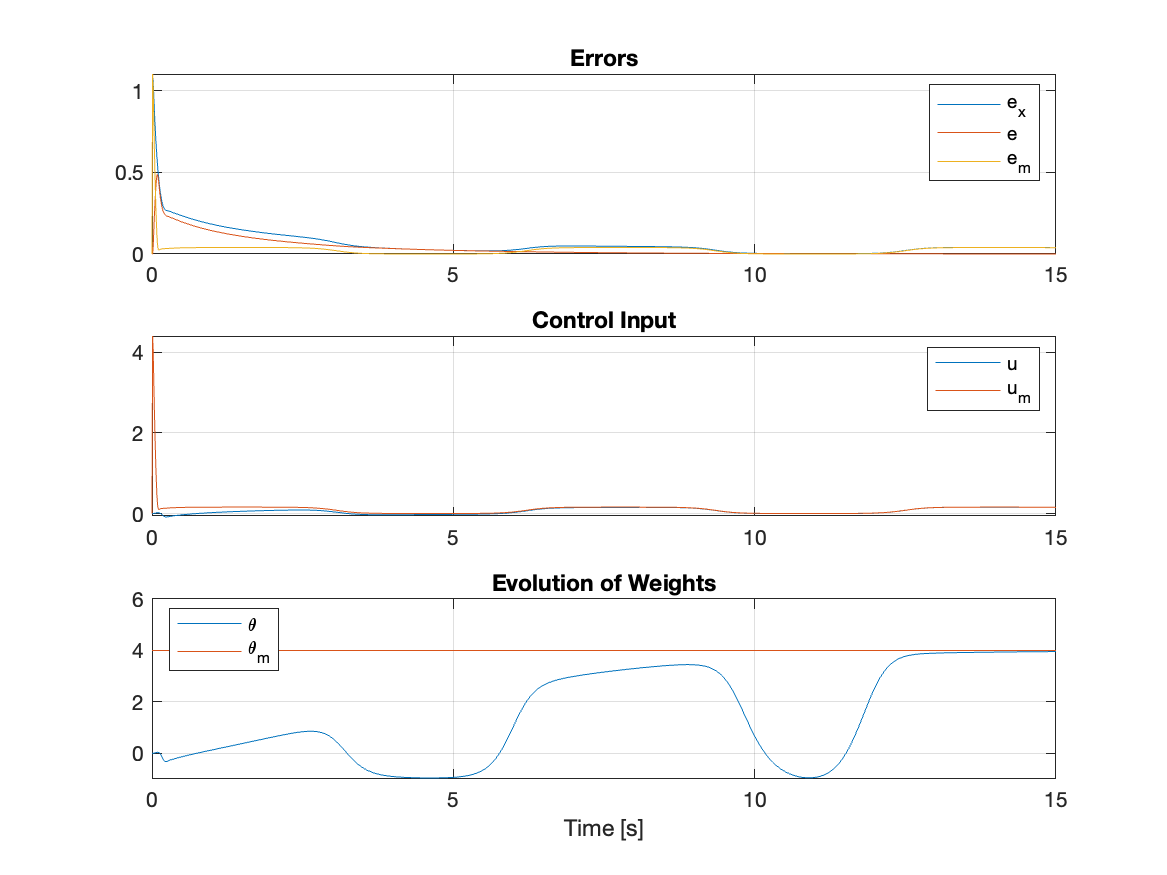 Errors
1
0.5
0
0 5 10 15
e_x
e
e_m
Control Input
4
2
0
0 5 10 15
u
u_m
Evolution of Weights
6
4
2
0
0 5 10 15
θ
θ_m
Time [s]